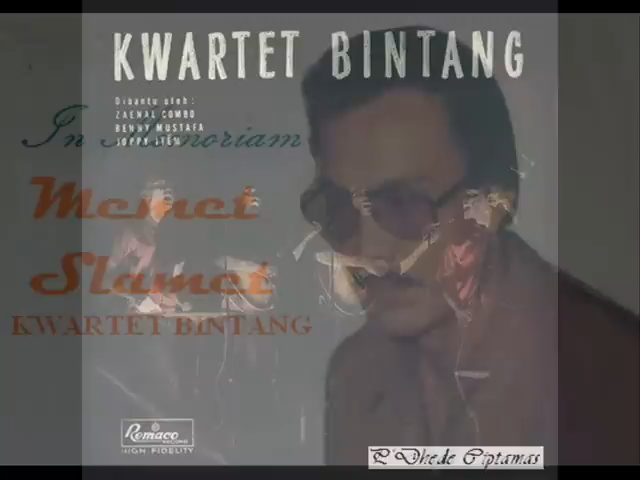 KWARTET BINTANG
Dibantu oleh :
ZAENAL COMBO
BENNY MUSTAFA
JOPPY ITEM
In Memoriam
Memet
Slamet
KWARTET BINTANG
Remaco
HIGH FIDELITY
P'Dhede Ciptamas